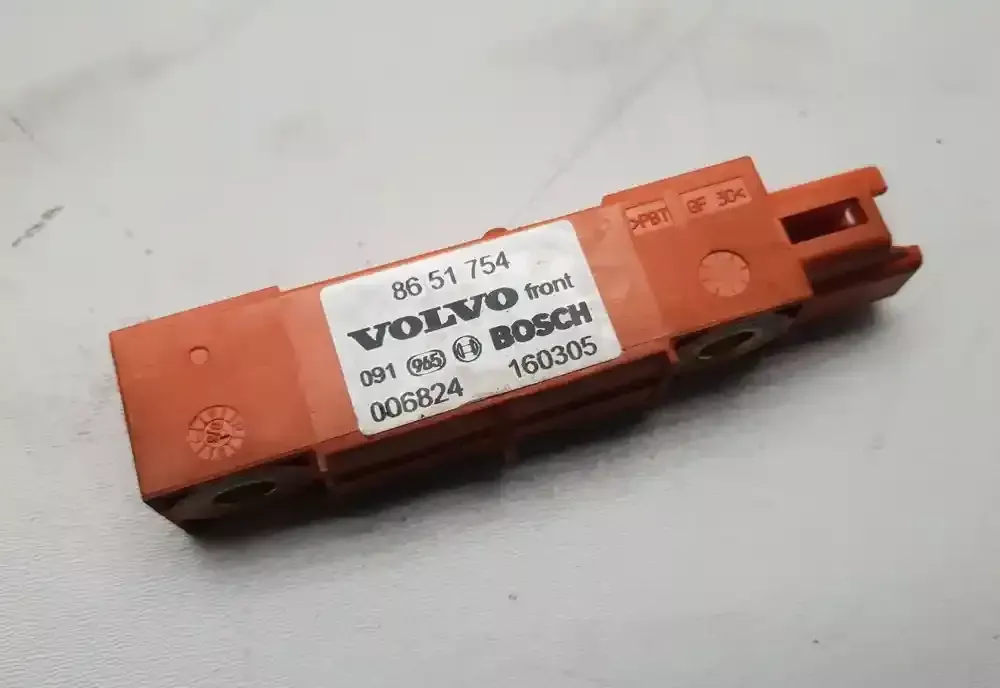 86 51 754
VOLVO front
091 965 BOSCH
006824 160305
>PBT GF 30<